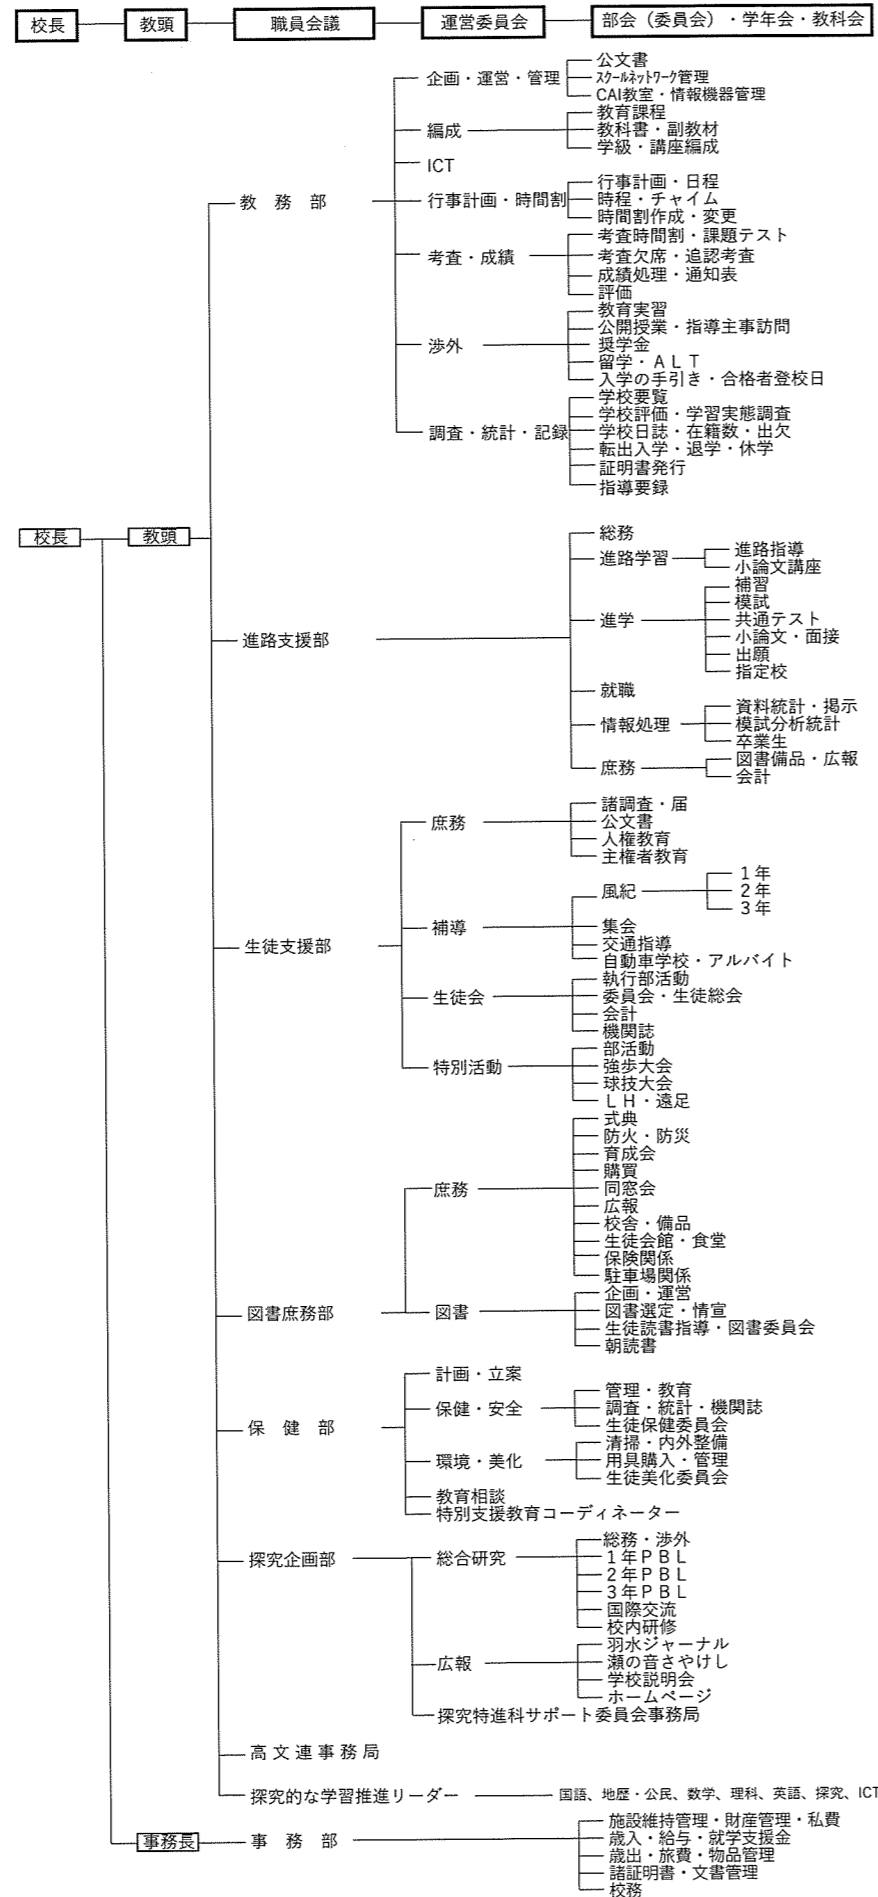 校長 教頭 職員会議 運営委員会 部会（委員会）・学年会・教科会
校長 教頭
教務部
企画・運営・管理
公文書
ｽｸｰﾙﾈｯﾄﾜｰｸ管理
CAI教室・情報機器管理
編成
教育課程
教科書・副教材
学級・講座編成
ICT
行事計画・時間割
行事計画・日程
時程・チャイム
時間割作成・変更
考査・成績
考査時間割・課題テスト
考査欠席・追認考査
成績処理・通知表
評価
渉外
教育実習
公開授業・指導主事訪問
奨学金
留学・ＡＬＴ
入学の手引き・合格者登校日
調査・統計・記録
学校要覧
学校評価・学習実態調査
学校日誌・在籍数・出欠
転出入学・退学・休学
証明書発行
指導要録
進路支援部
総務
進路学習
進路指導
小論文講座
進学
補習
模試
共通テスト
小論文・面接
出願
指定校
就職
情報処理
資料統計・掲示
模試分析統計
卒業生
庶務
図書備品・広報
会計
生徒支援部
庶務
諸調査・届
公文書
人権教育
主権者教育
補導
風紀
１年
２年
３年
集会
交通指導
自動車学校・アルバイト
生徒会
執行部活動
委員会・生徒総会
会計
機関誌
特別活動
部活動
強歩大会
球技大会
ＬＨ・遠足
図書庶務部
庶務
式典
防火・防災
育成会
購買
同窓会
広報
校舎・備品
生徒会館・食堂
保険関係
駐車場関係
図書
企画・運営
図書選定・情宣
生徒読書指導・図書委員会
朝読書
保健部
計画・立案
保健・安全
管理・教育
調査・統計・機関誌
生徒保健委員会
環境・美化
清掃・内外整備
用具購入・管理
生徒美化委員会
教育相談
特別支援教育コーディネーター
探究企画部
総合研究
総務・渉外
１年ＰＢＬ
２年ＰＢＬ
３年ＰＢＬ
国際交流
校内研修
広報
羽水ジャーナル
瀬の音さやけし
学校説明会
ホームページ
探究特進科サポート委員会事務局
高文連事務局
探究的な学習推進リーダー
国語、地歴・公民、数学、理科、英語、探究、ICT
事務長 事務部
施設維持管理・財産管理・私費
歳入・給与・就学支援金
歳出・旅費・物品管理
諸証明書・文書管理
校務